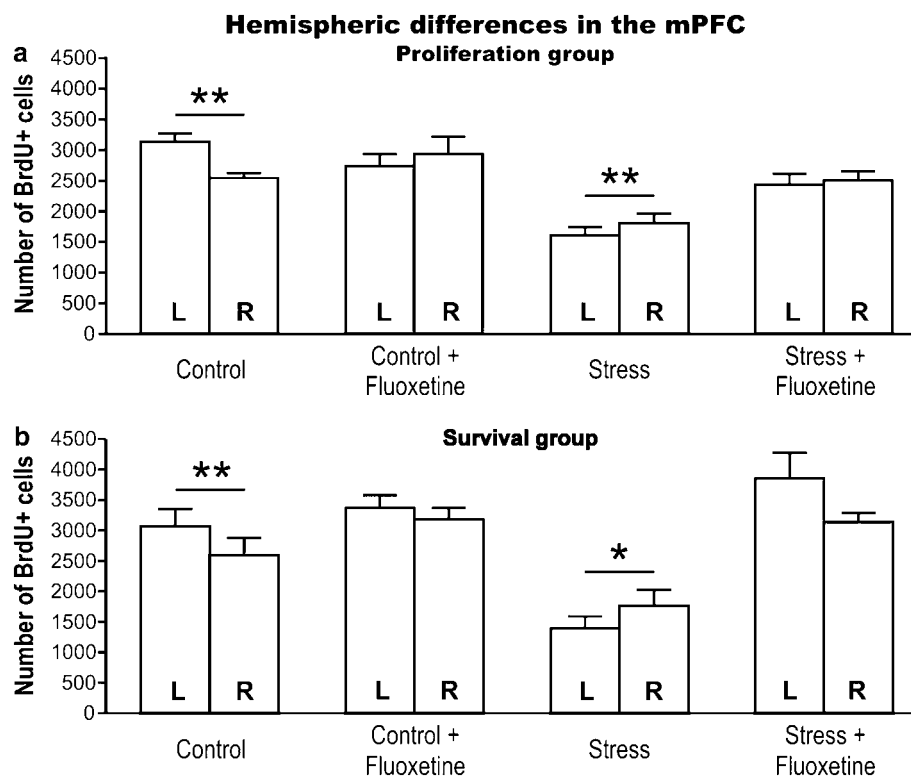 Hemispheric differences in the mPFC
a
Proliferation group
Number of BrdU+ cells
4500
4000
3500
3000
2500
2000
1500
1000
500
0
**
**
L R L R L R L R
Control
Control +
Fluoxetine
Stress
Stress +
Fluoxetine
b
Survival group
Number of BrdU+ cells
4500
4000
3500
3000
2500
2000
1500
1000
500
0
**
*
L R L R L R L R
Control
Control +
Fluoxetine
Stress
Stress +
Fluoxetine